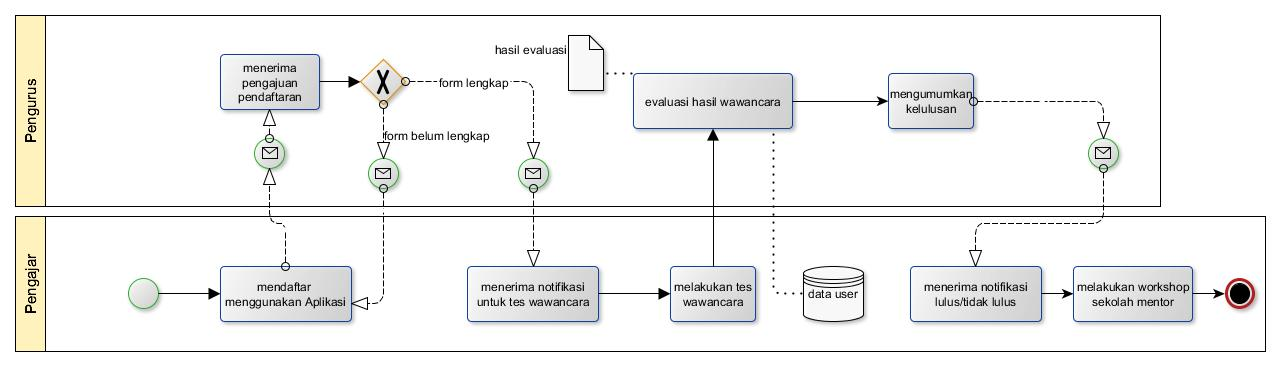 Pengurus
menerima
pengajuan
pendaftaran
form lengkap
form belum lengkap
hasil evaluasi
evaluasi hasil wawancara
mengumumkan
kelulusan
Pengajar
mendaftar
menggunakan Aplikasi
menerima notifikasi
untuk tes wawancara
melakukan tes
wawancara
data user
menerima notifikasi
lulus/tidak lulus
melakukan workshop
sekolah mentor